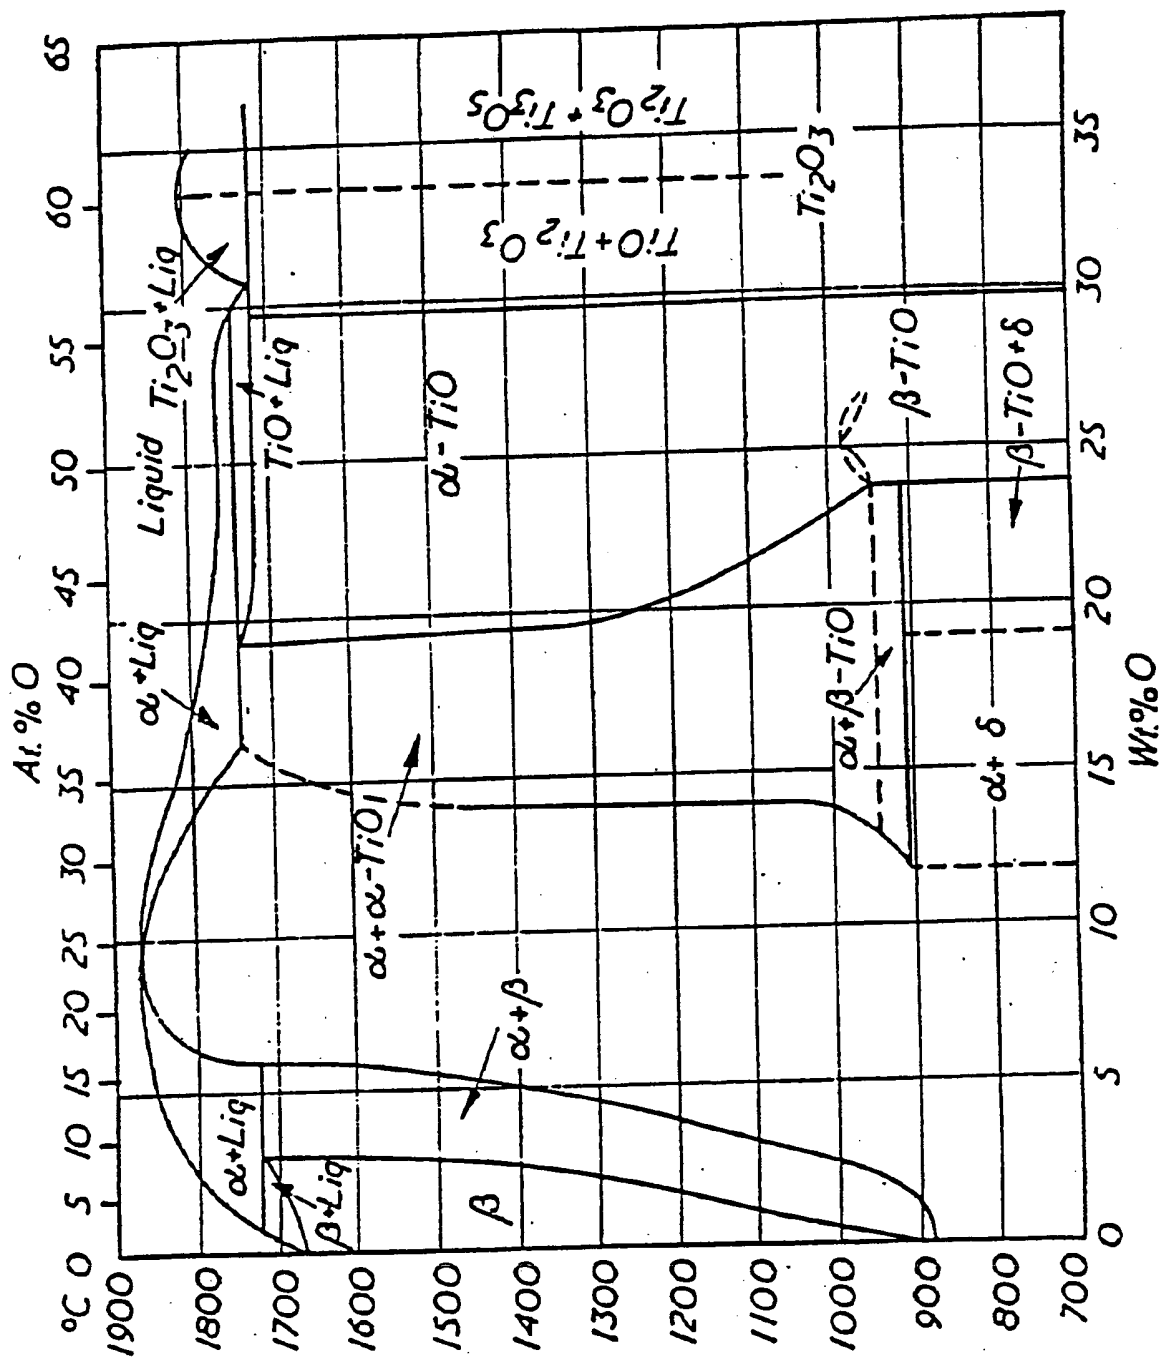 At. % O
0 5 10 15 20 25 30 35 40 45 50 55 60 65
°C
1900
1800
1700
1600
1500
1400
1300
1200
1100
1000
900
800
700
α+Liq
β+Liq
β
α+β
α+α-TiO
α+Liq
Liquid
Ti2O3+Liq
TiO+Liq
α-TiO
TiO+Ti2O3
Ti2O3+Ti3O5
Ti2O3
β-TiO
α+β-TiO
β-TiO+δ
α+δ
0 5 10 15 20 25 30 35
Wt.% O